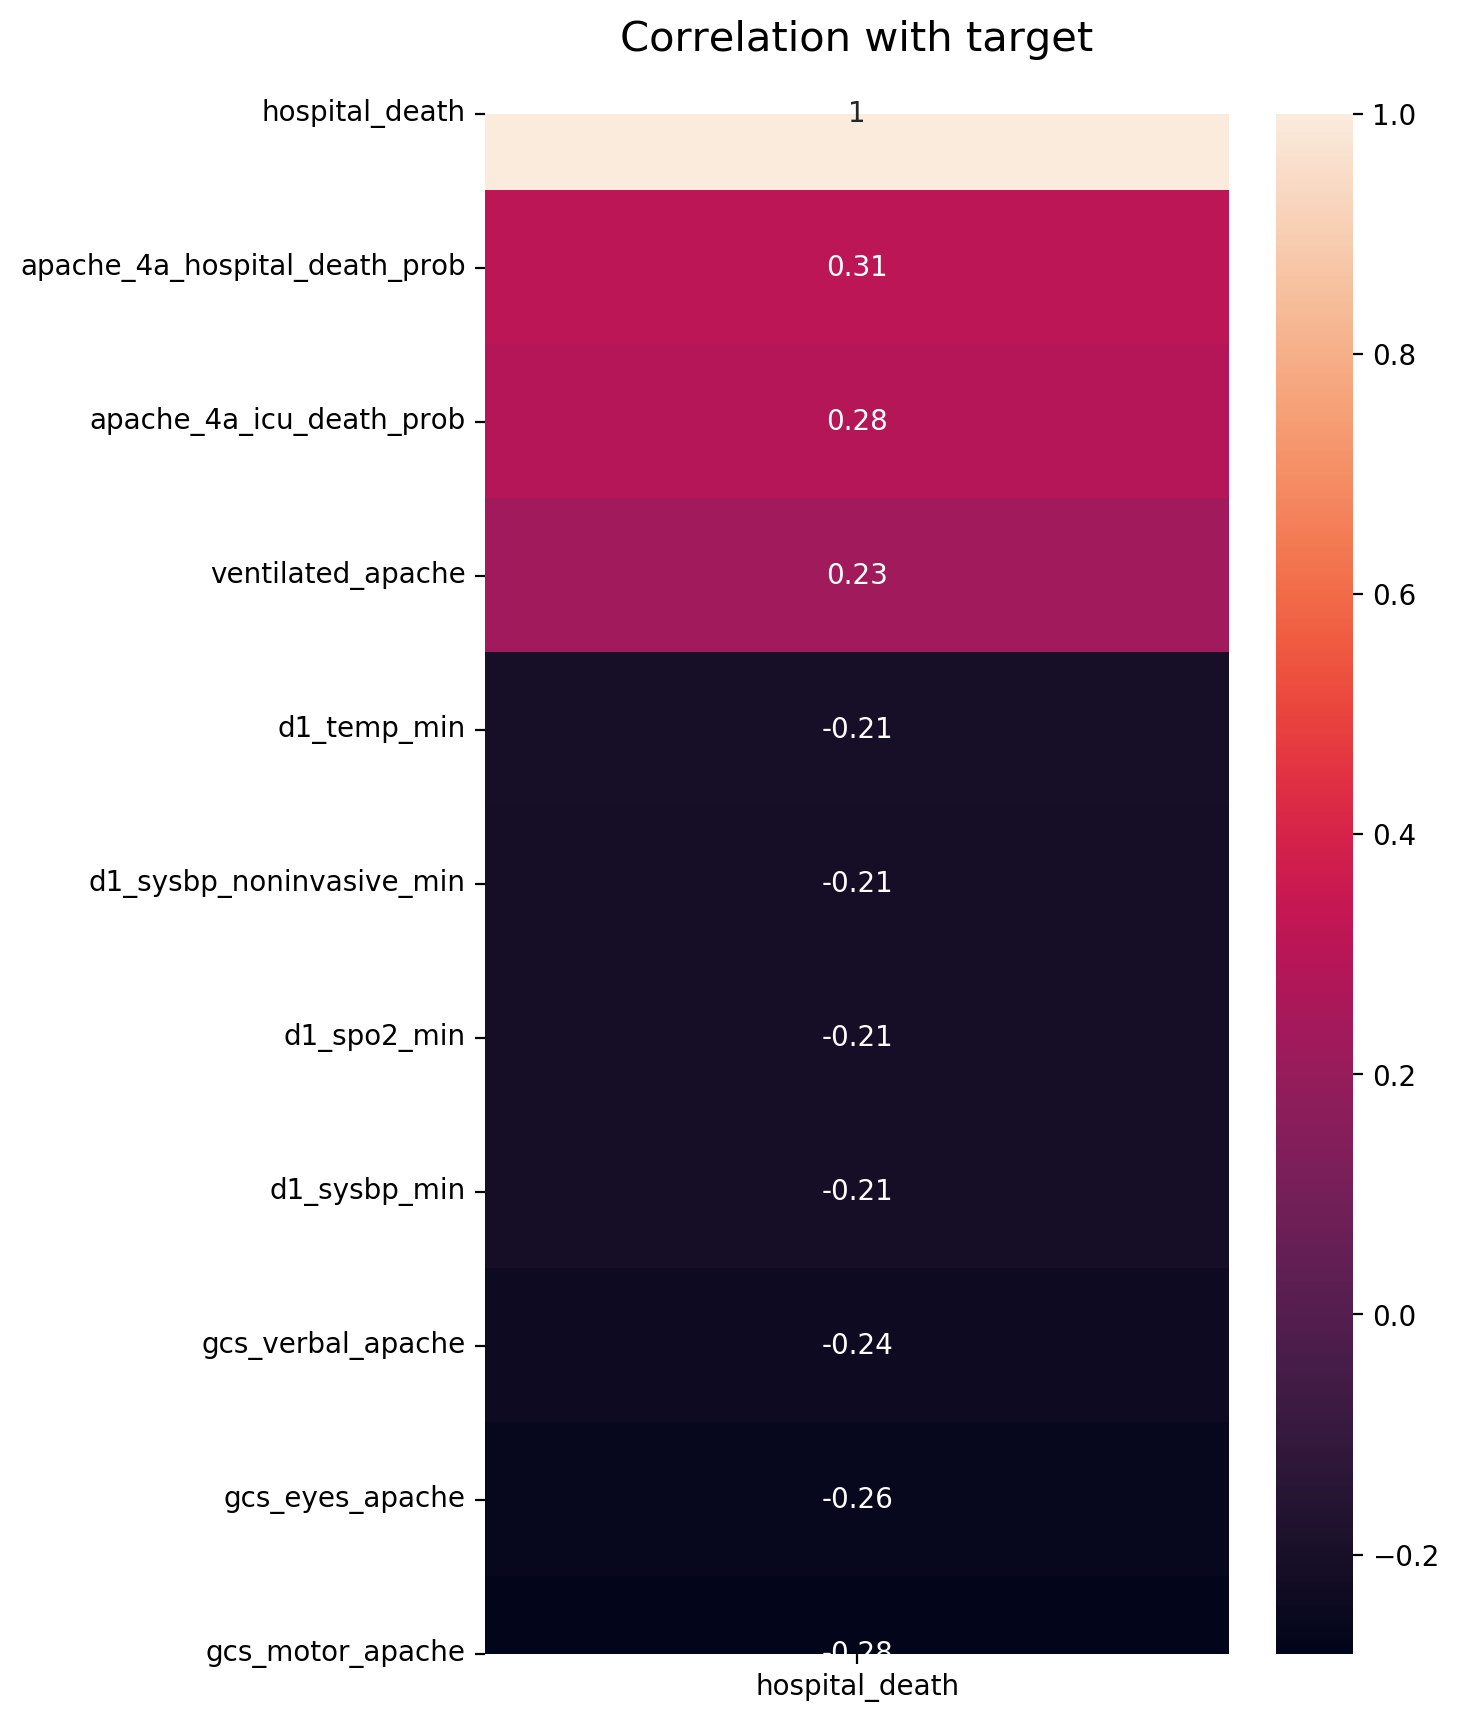 Correlation with target
hospital_death
1
apache_4a_hospital_death_prob
0.31
apache_4a_icu_death_prob
0.28
ventilated_apache
0.23
d1_temp_min
-0.21
d1_sysbp_noninvasive_min
-0.21
d1_spo2_min
-0.21
d1_sysbp_min
-0.21
gcs_verbal_apache
-0.24
gcs_eyes_apache
-0.26
gcs_motor_apache
-0.28
hospital_death
1.0
0.8
0.6
0.4
0.2
0.0
−0.2